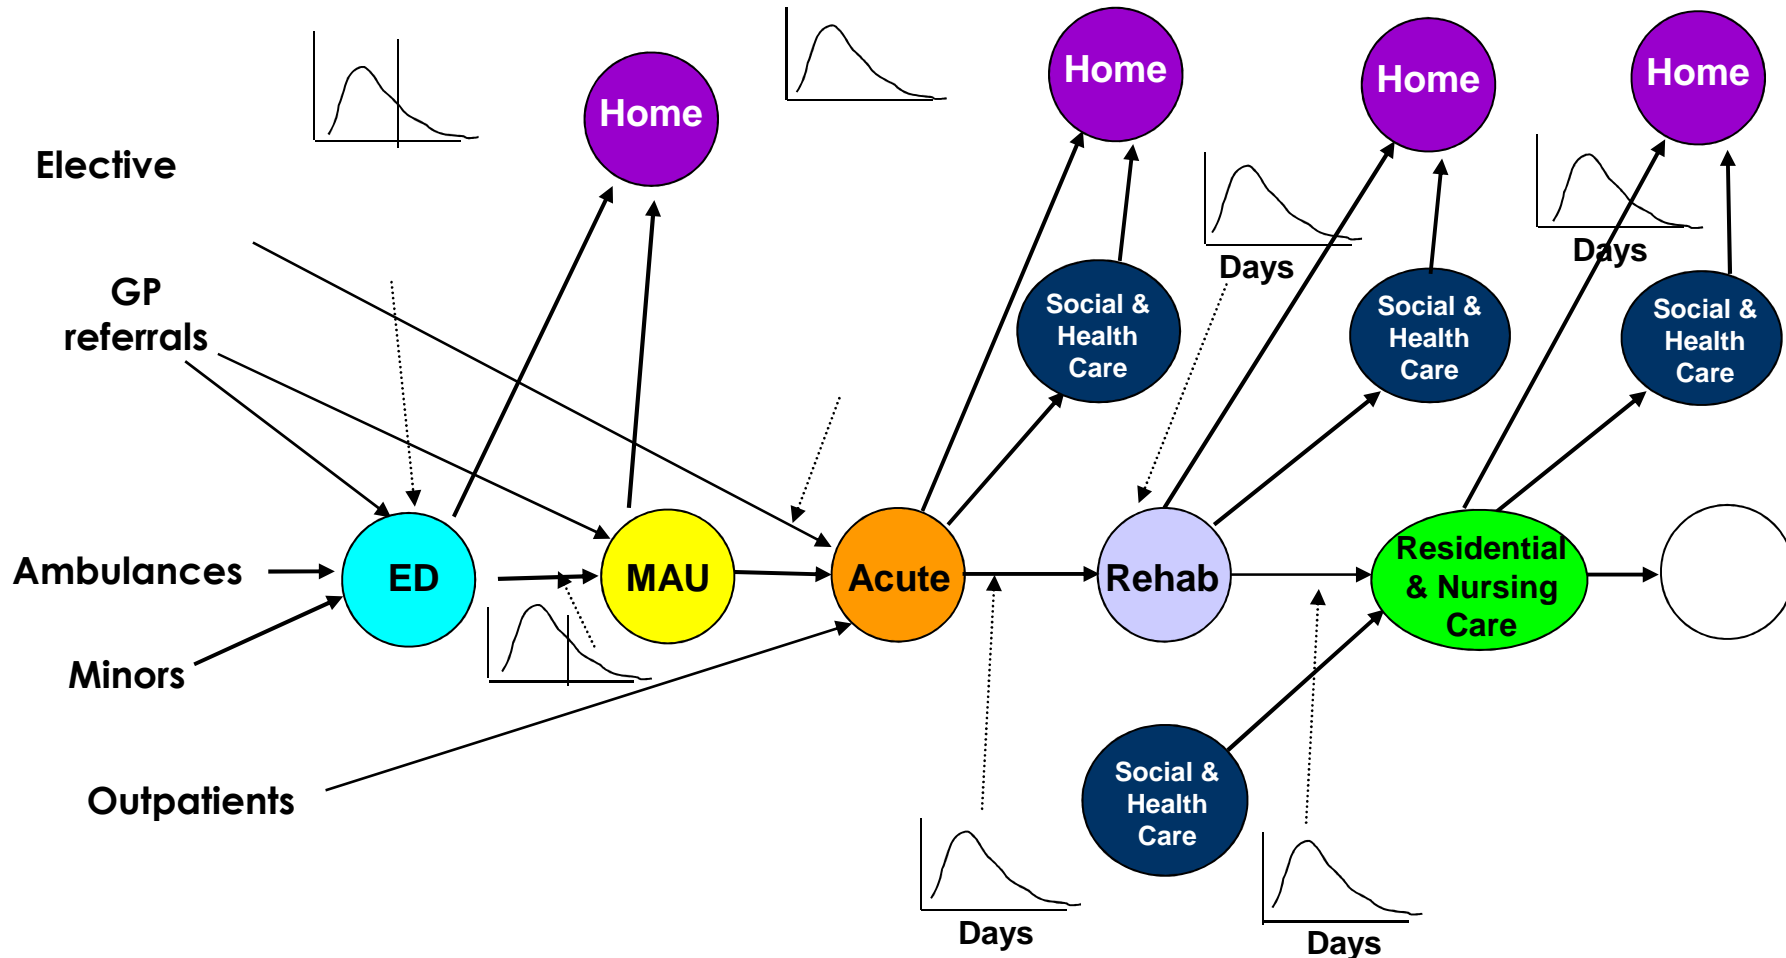 Home
Home
Home
Home
Elective
Days
Days
GP
referrals
Social &
Health
Care
Social &
Health
Care
Social &
Health
Care
Ambulances
ED
MAU
Acute
Rehab
Residential
& Nursing
Care
Minors
Outpatients
Social &
Health
Care
Days
Days